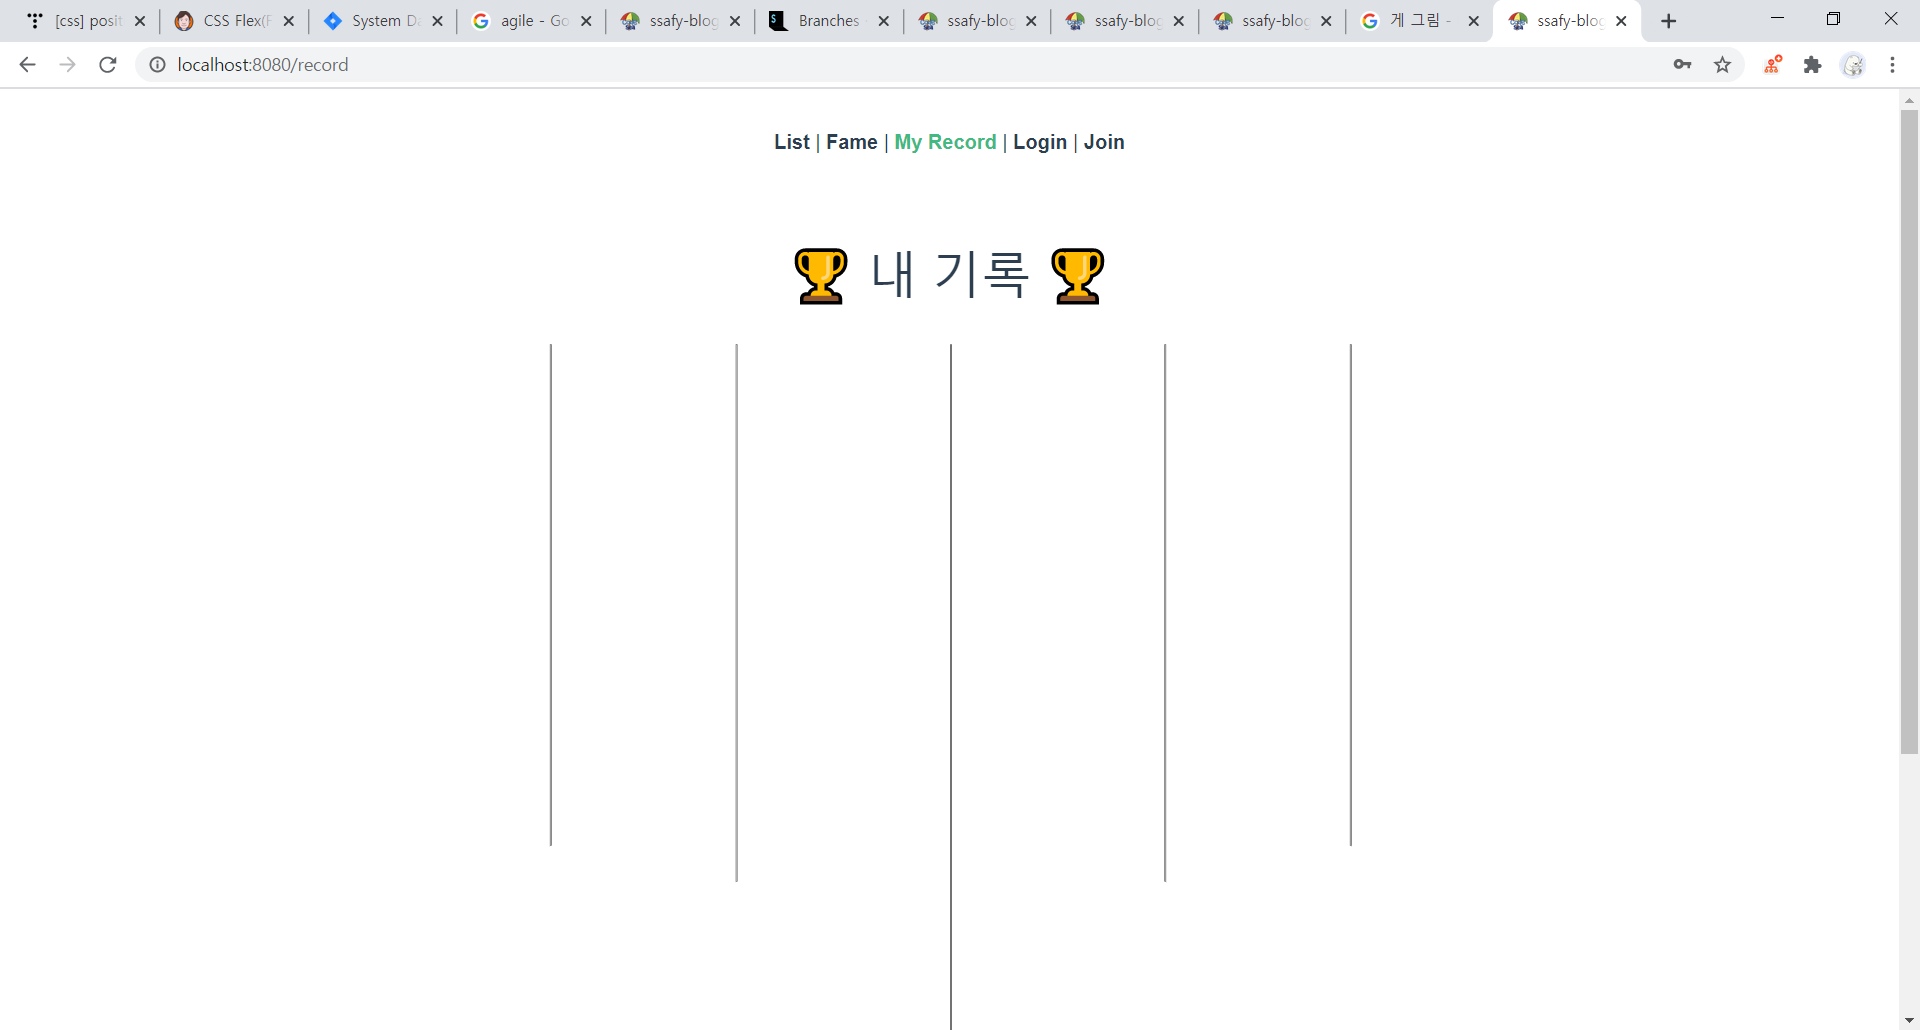 [css] posit
CSS Flex(F
System De
agile - Go
ssafy-blog
Branches
ssafy-blog
ssafy-blog
ssafy-blog
게 그림 -
ssafy-blog
localhost:8080/record
List | Fame | My Record | Login | Join
🏆 내 기록 🏆